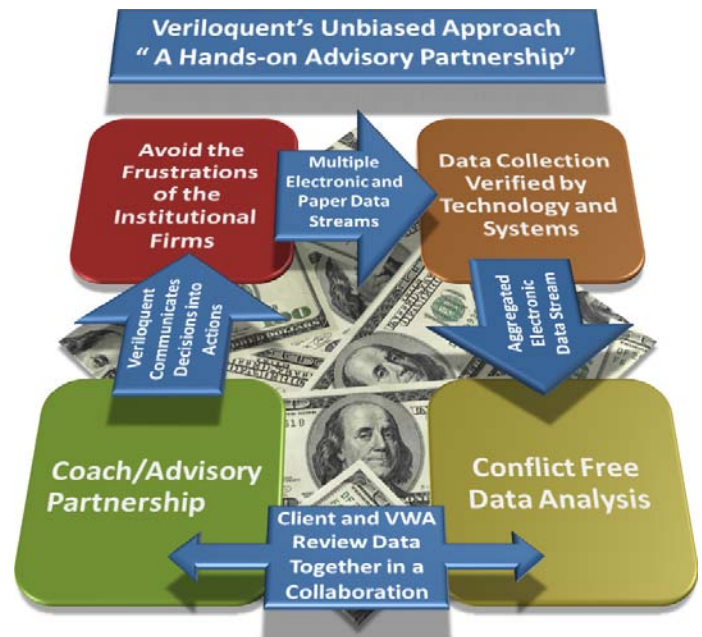 Veriloquent's Unbiased Approach
“ A Hands-on Advisory Partnership”
Avoid the
Frustrations
of the
Institutional
Firms
Multiple
Electronic and
Paper Data
Streams
Data Collection
Verified by
Technology and
Systems
Aggregated
Electronic
Data Stream
Conflict Free
Data Analysis
Client and VWA
Review Data
Together in a
Collaboration
Coach/Advisory
Partnership
Veriloquent
Communicates
Decisions into
Actions